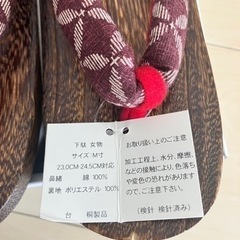 下駄 女物
サイズ M寸
23.0CM-24.5CM対応
鼻緒 綿 100%
裏地 ポリエステル 100%
台 桐製品
お取り扱い上のご注意
加工工程上、水分、摩擦、
などの接触により、色落ち
や変色の恐れがありますので
ご注意下さい。
(検針 検針済み)